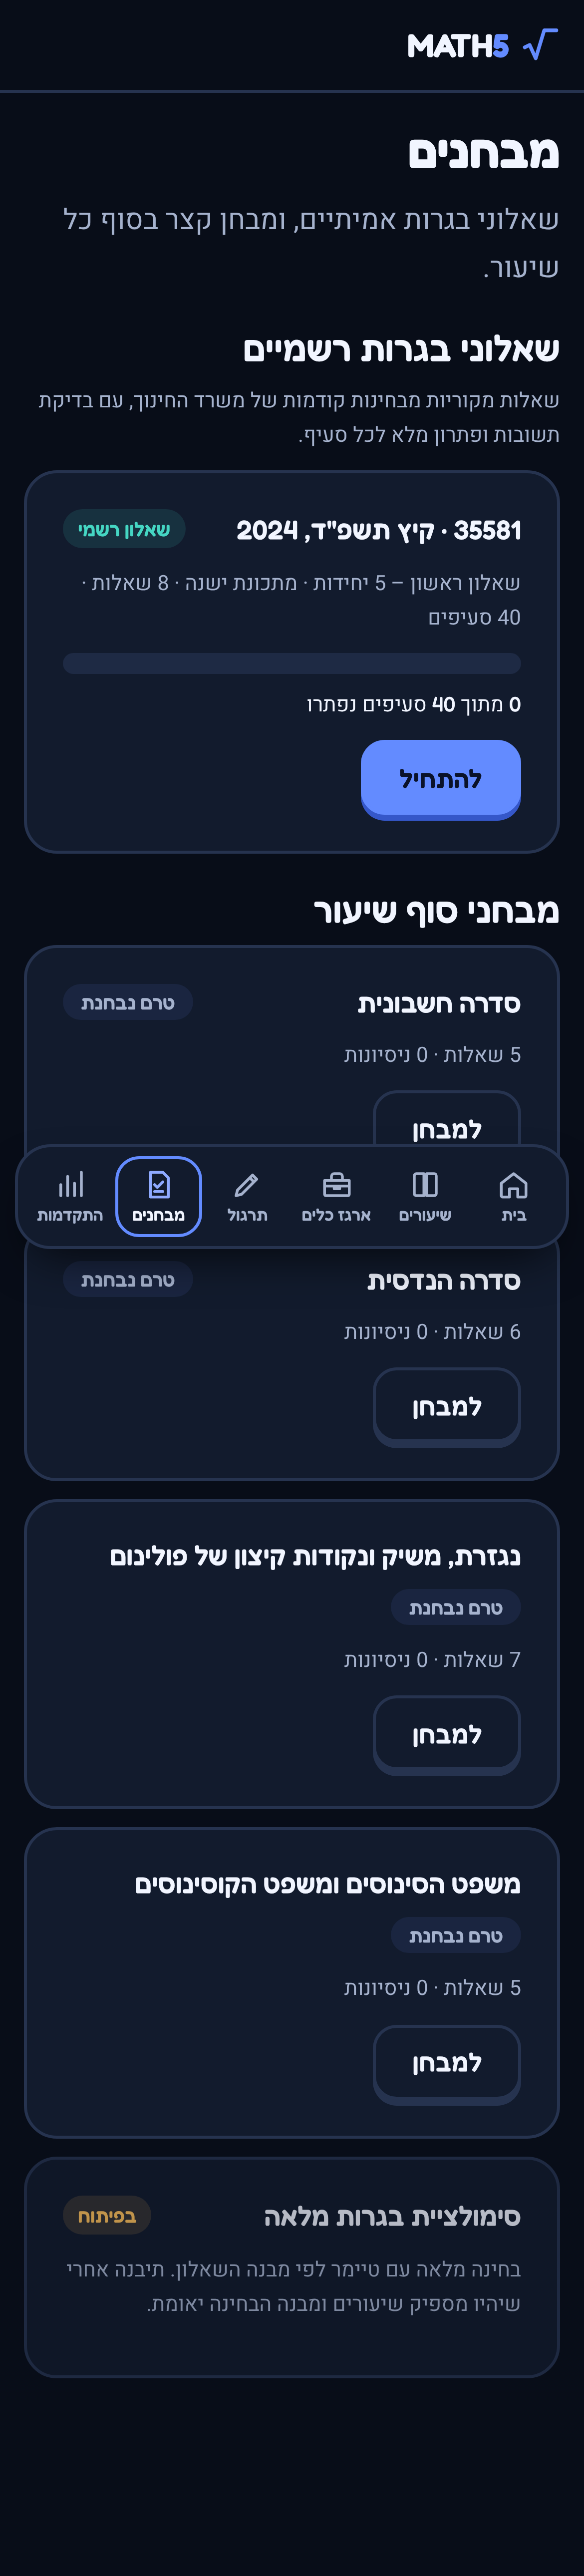 MATH5
מבחנים
שאלוני בגרות אמיתיים, ומבחן קצר בסוף כל
שיעור.
שאלוני בגרות רשמיים
שאלות מקוריות מבחינות קודמות של משרד החינוך, עם בדיקת
תשובות ופתרון מלא לכל סעיף.
35581 · קיץ תשפ"ד, 2024
שאלון רשמי
שאלון ראשון – 5 יחידות · מתכונת ישנה · 8 שאלות ·
40 סעיפים
0 מתוך 40 סעיפים נפתרו
להתחיל
מבחני סוף שיעור
סדרה חשבונית
טרם נבחנת
5 שאלות · 0 ניסיונות
למבחן
בית
שיעורים
ארגז כלים
תרגול
מבחנים
התקדמות
סדרה הנדסית
טרם נבחנת
6 שאלות · 0 ניסיונות
למבחן
נגזרת, משיק ונקודות קיצון של פולינום
טרם נבחנת
7 שאלות · 0 ניסיונות
למבחן
משפט הסינוסים ומשפט הקוסינוסים
טרם נבחנת
5 שאלות · 0 ניסיונות
למבחן
סימולציית בגרות מלאה
בפיתוח
בחינה מלאה עם טיימר לפי מבנה השאלון. תיבנה אחרי
שיהיו מספיק שיעורים ומבנה הבחינה יאומת.